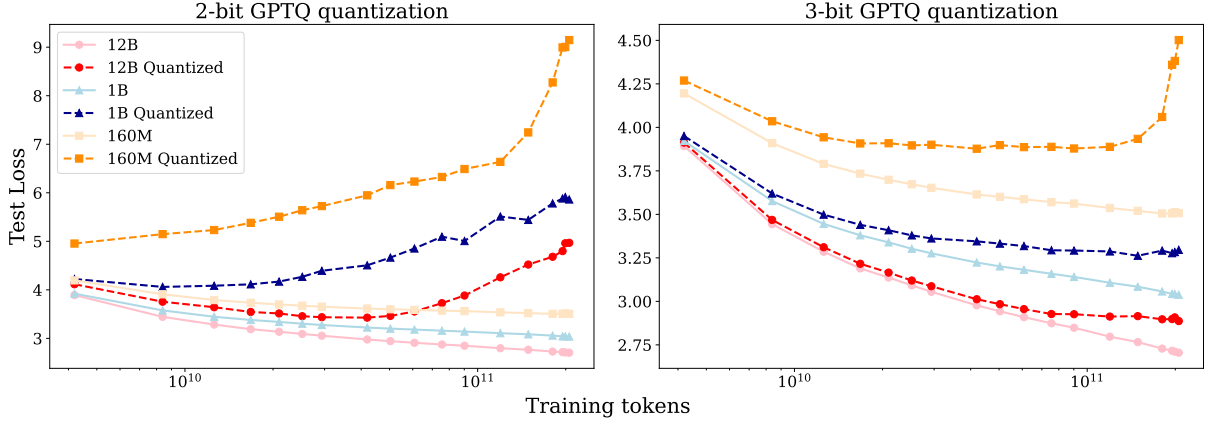 2-bit GPTQ quantization
3-bit GPTQ quantization
Test Loss
9
8
7
6
5
4
3
12B
12B Quantized
1B
1B Quantized
160M
160M Quantized
10^10
10^11
4.50
4.25
4.00
3.75
3.50
3.25
3.00
2.75
10^10
10^11
Training tokens